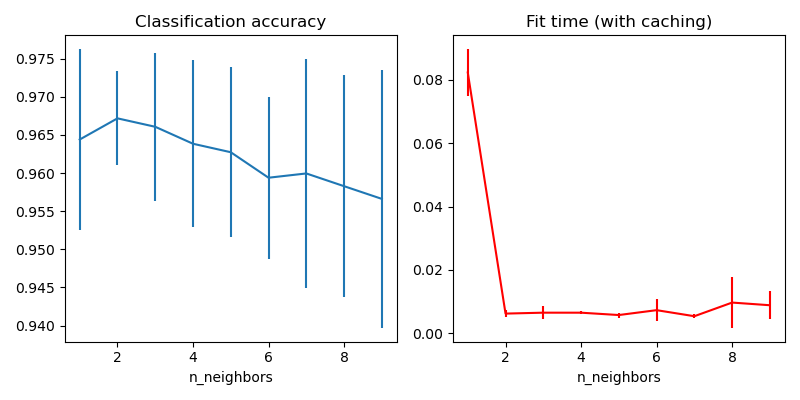 Classification accuracy
0.975
0.970
0.965
0.960
0.955
0.950
0.945
0.940
2 4 6 8
n_neighbors
Fit time (with caching)
0.08
0.06
0.04
0.02
0.00
2 4 6 8
n_neighbors